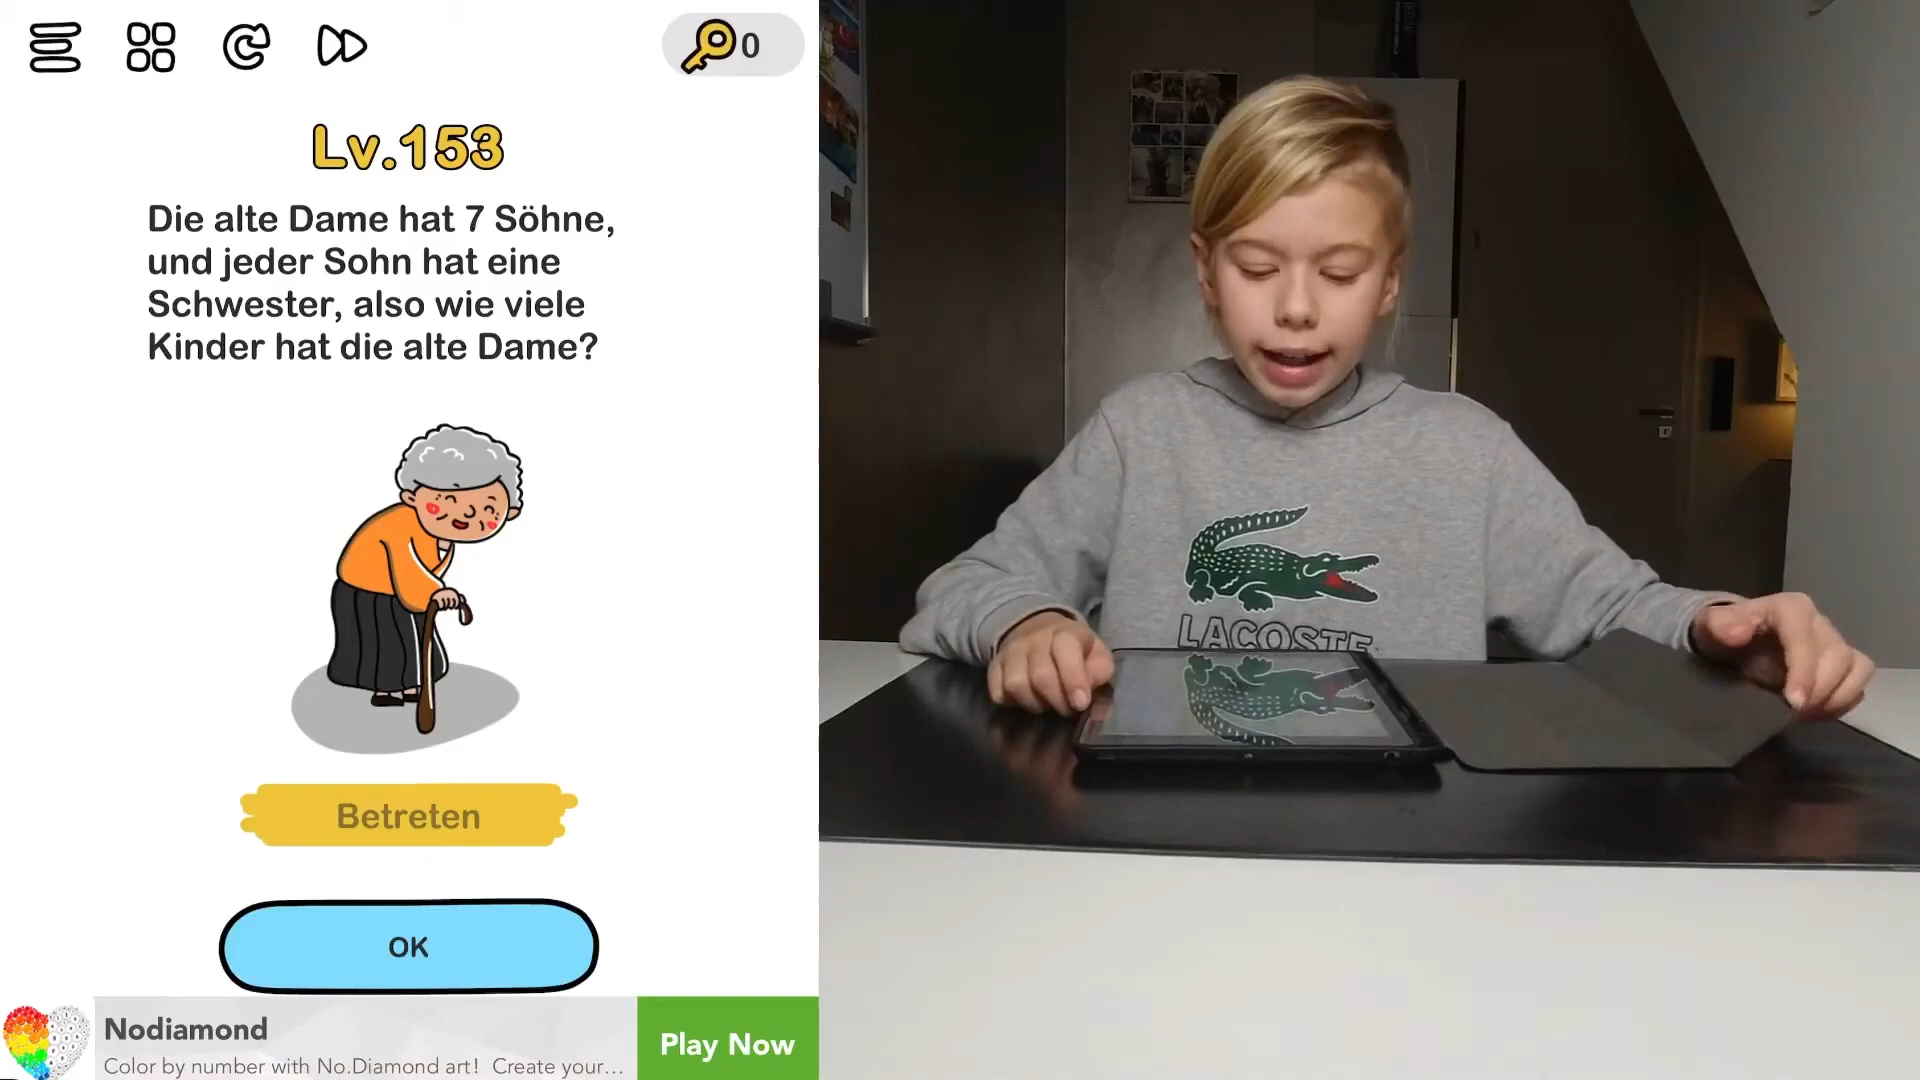 0
Lv.153
Die alte Dame hat 7 Söhne,
und jeder Sohn hat eine
Schwester, also wie viele
Kinder hat die alte Dame?
Betreten
OK
Nodiamond
Color by number with No.Diamond art! Create your...
Play Now
LACOSTE